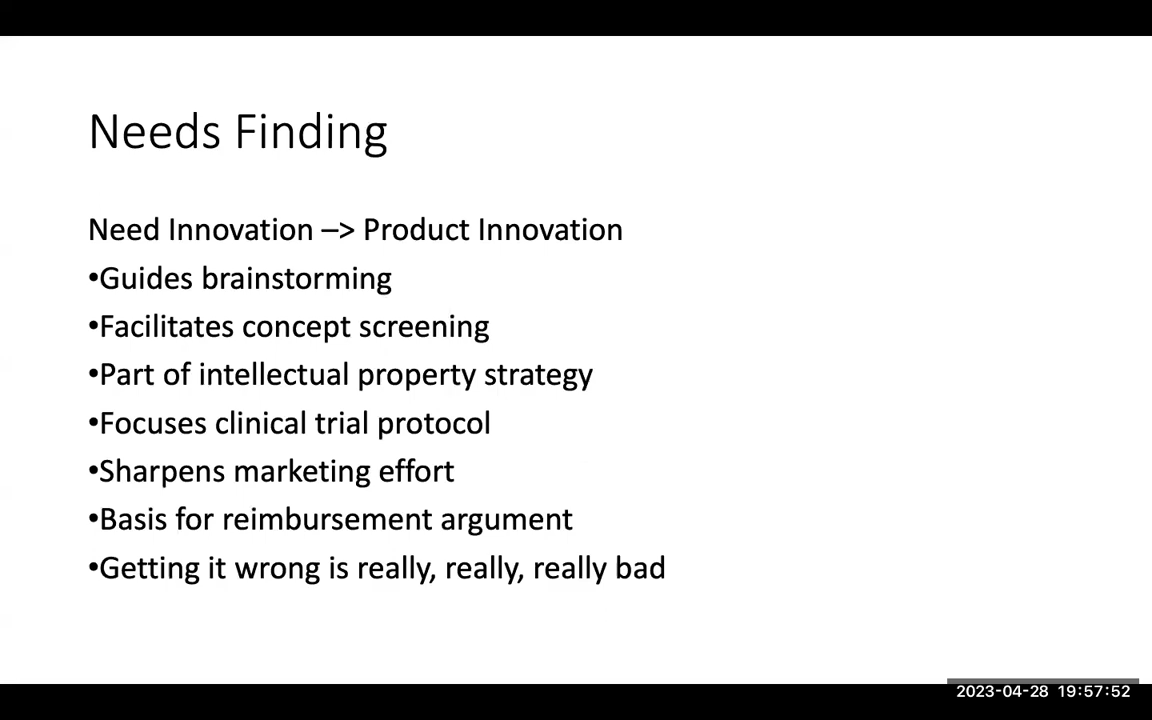 Needs Finding
Need Innovation –> Product Innovation
•Guides brainstorming
•Facilitates concept screening
•Part of intellectual property strategy
•Focuses clinical trial protocol
•Sharpens marketing effort
•Basis for reimbursement argument
•Getting it wrong is really, really, really bad
2023-04-28 19:57:52